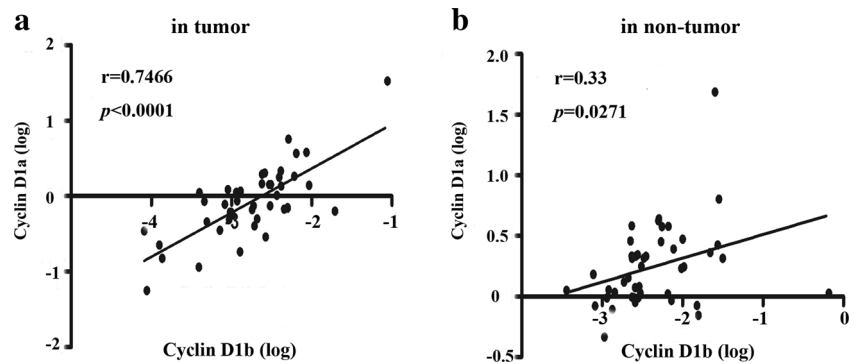 a
in tumor
r=0.7466
p<0.0001
Cyclin D1a (log)
2
1
0
-1
-2
-4
-3
-2
-1
Cyclin D1b (log)
b
in non-tumor
r=0.33
p=0.0271
Cyclin D1a (log)
2.0
1.5
1.0
0.5
0
-0.5
-3
-2
-1
0
Cyclin D1b (log)